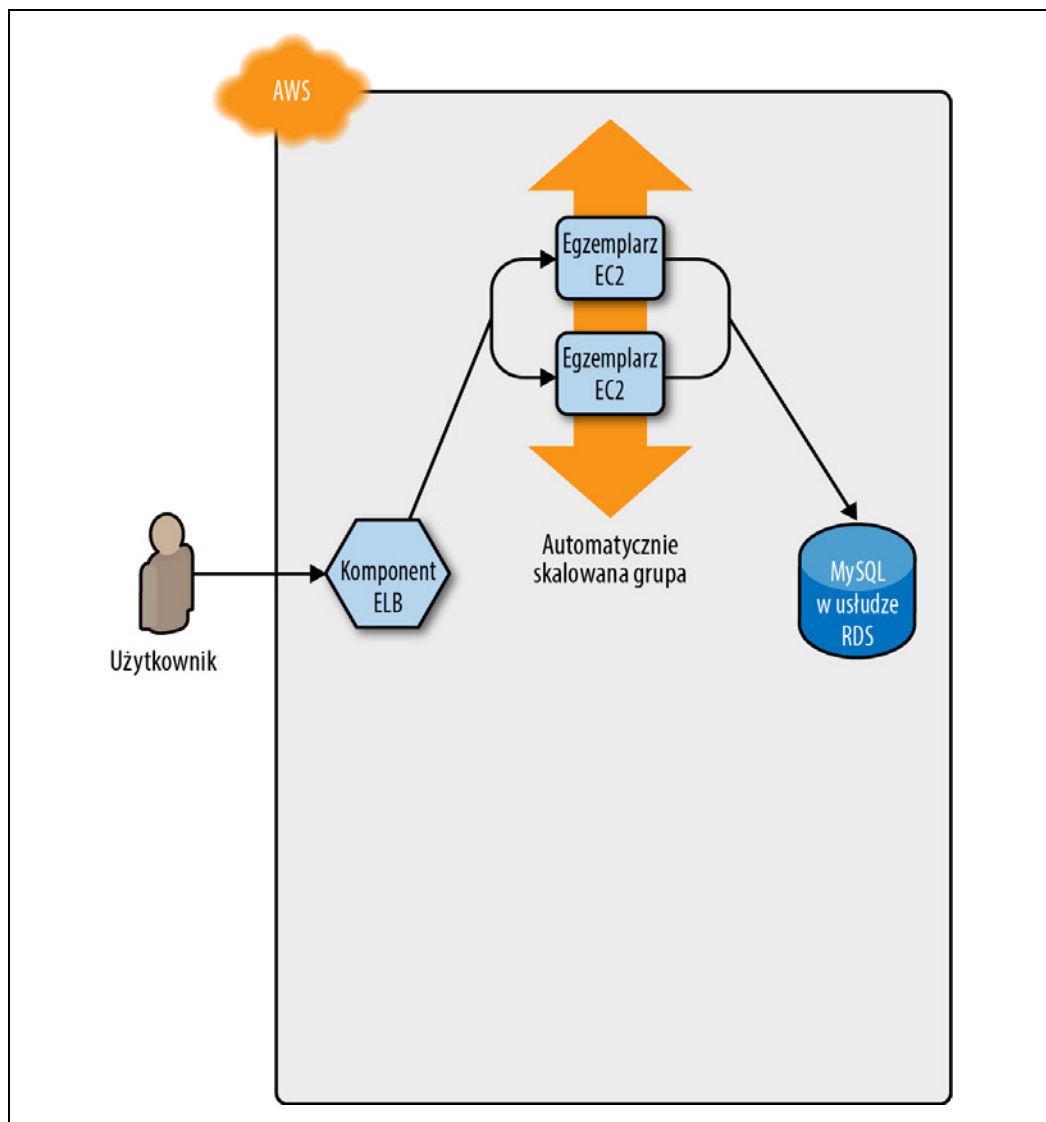 AWS
Egzemplarz
EC2
Egzemplarz
EC2
Automatycznie
skalowana grupa
Komponent
ELB
MySQL
w usłudze
RDS
Użytkownik